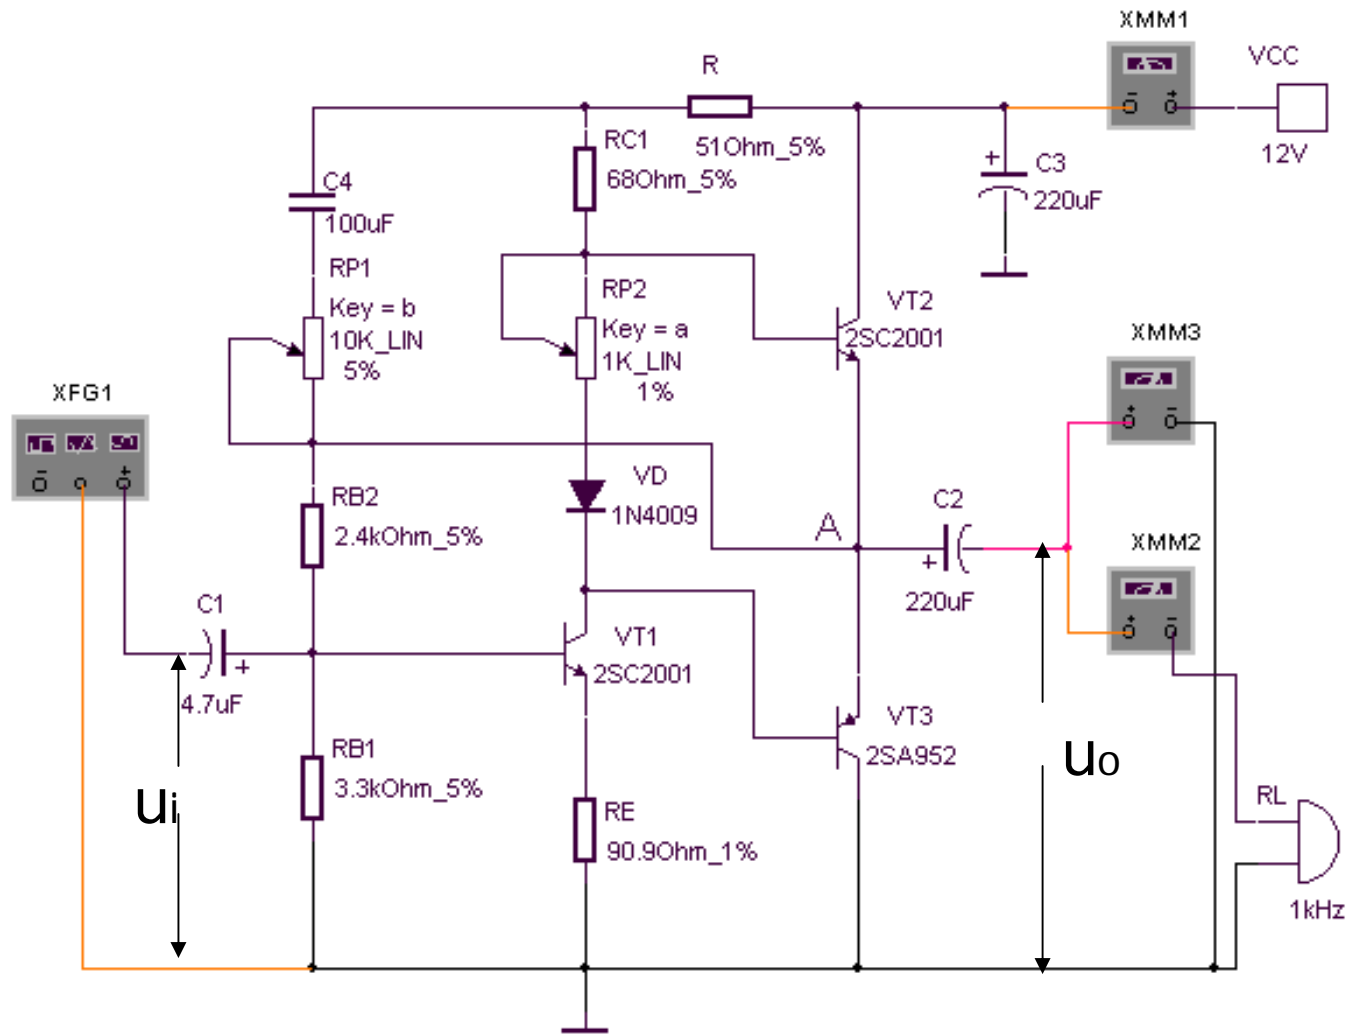 XMM1
VCC
12V
R
51Ohm_5%
RC1
68Ohm_5%
+
C3
220uF
C4
100uF
RP1
Key = b
10K_LIN
5%
RP2
Key = a
1K_LIN
1%
VT2
2SC2001
XMM3
XFG1
VD
1N4009
RB2
2.4kOhm_5%
A
C2
+
220uF
XMM2
C1
+
4.7uF
VT1
2SC2001
VT3
2SA952
RB1
3.3kOhm_5%
ui
uo
RE
90.9Ohm_1%
RL
1kHz